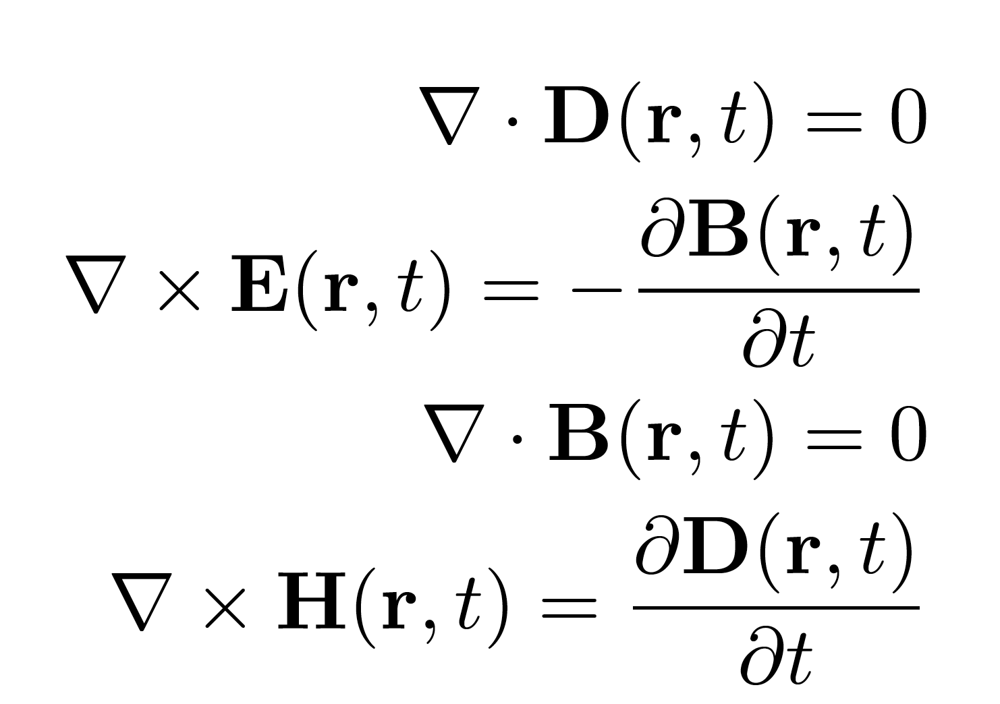 ∇ · D(r, t) = 0
∇ × E(r, t) = −∂B(r, t)/∂t
∇ · B(r, t) = 0
∇ × H(r, t) = ∂D(r, t)/∂t